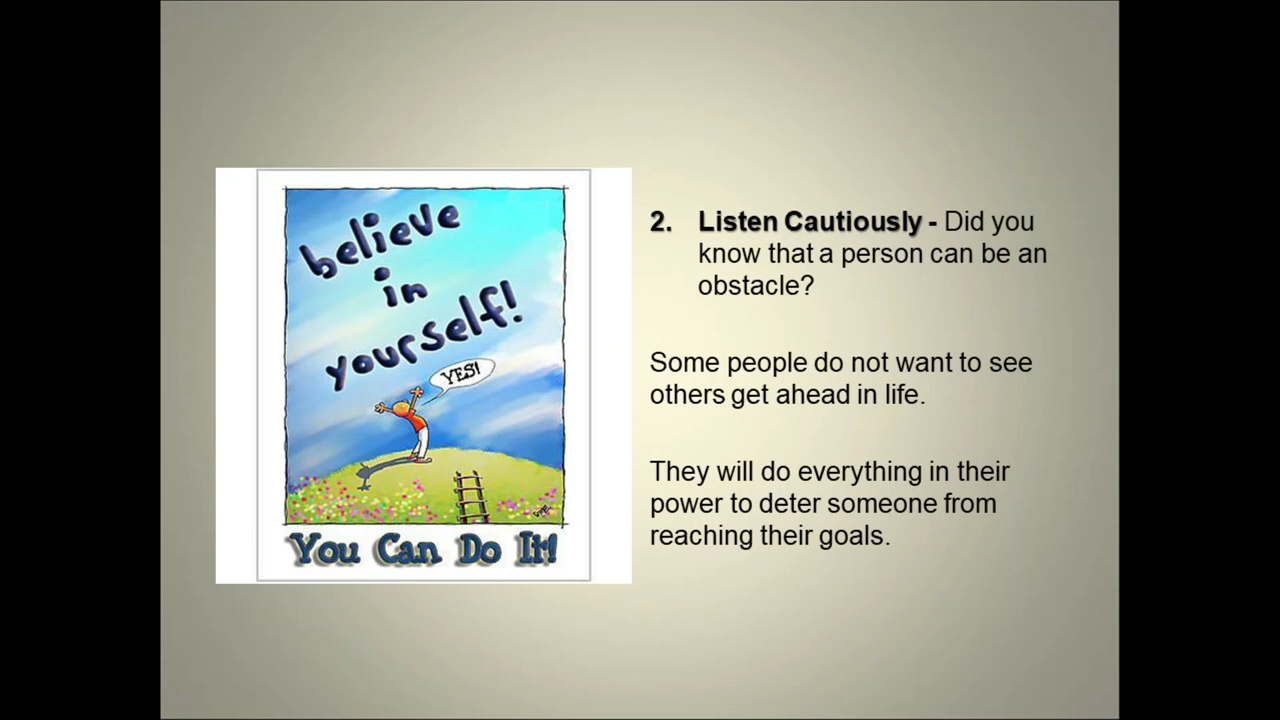 believe
in
yourself!
YES!
You Can Do It!
2. Listen Cautiously - Did you
know that a person can be an
obstacle?
Some people do not want to see
others get ahead in life.
They will do everything in their
power to deter someone from
reaching their goals.